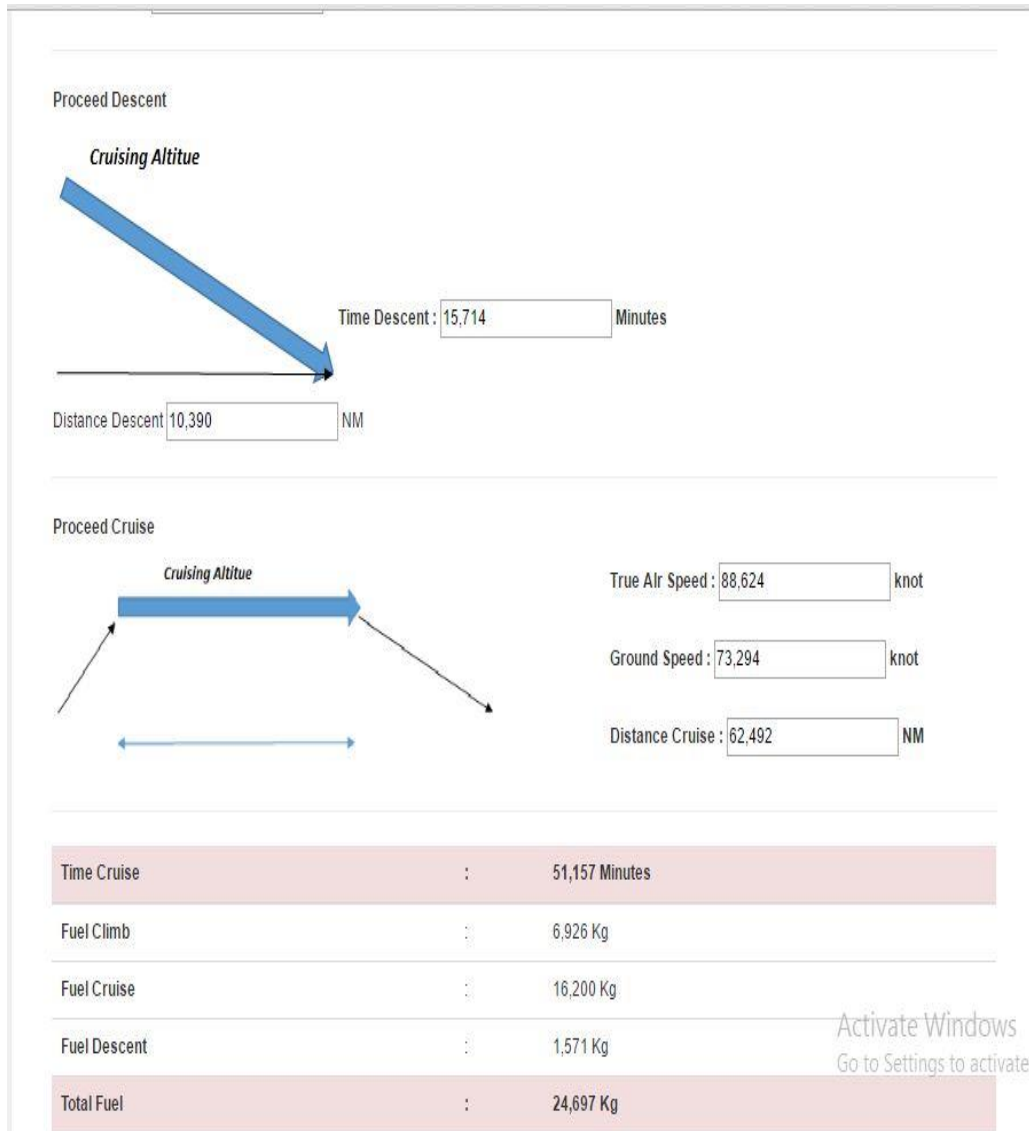 Proceed Descent
Cruising Altitue
Time Descent : 15,714 Minutes
Distance Descent 10,390 NM
Proceed Cruise
Cruising Altitue
True AIr Speed : 88,624 knot
Ground Speed : 73,294 knot
Distance Cruise : 62,492 NM
Time Cruise : 51,157 Minutes
Fuel Climb : 6,926 Kg
Fuel Cruise : 16,200 Kg
Fuel Descent : 1,571 Kg
Total Fuel : 24,697 Kg
Activate Windows
Go to Settings to activate